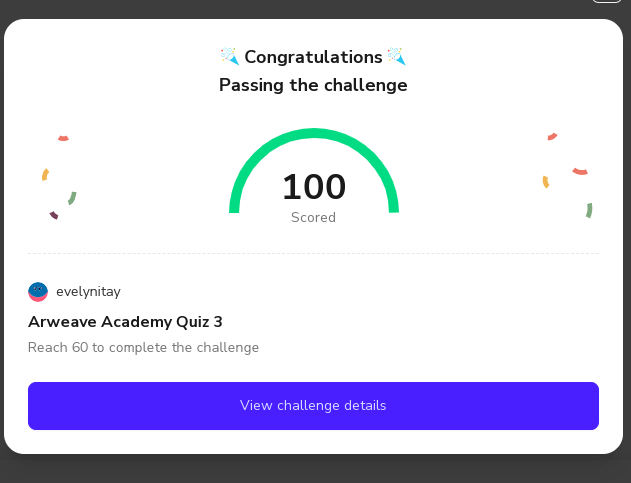 Congratulations
Passing the challenge
100
Scored
evelynitay
Arweave Academy Quiz 3
Reach 60 to complete the challenge
View challenge details